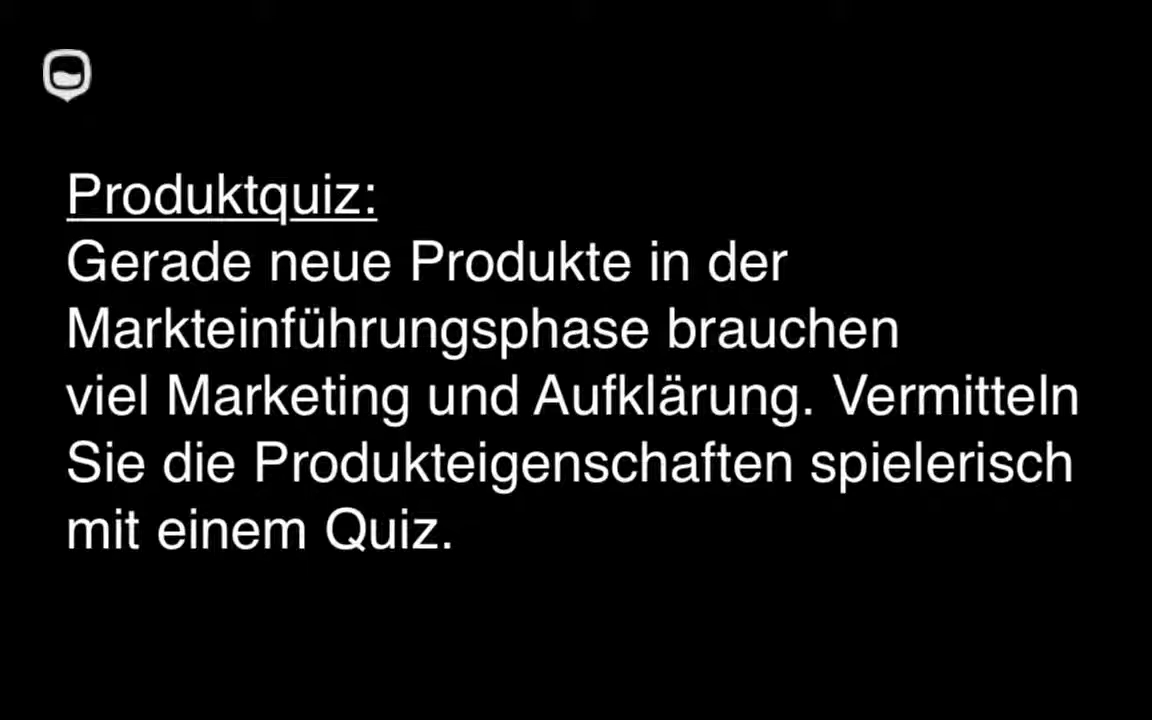 Produktquiz:
Gerade neue Produkte in der
Markteinführungsphase brauchen
viel Marketing und Aufklärung. Vermitteln
Sie die Produkteigenschaften spielerisch
mit einem Quiz.